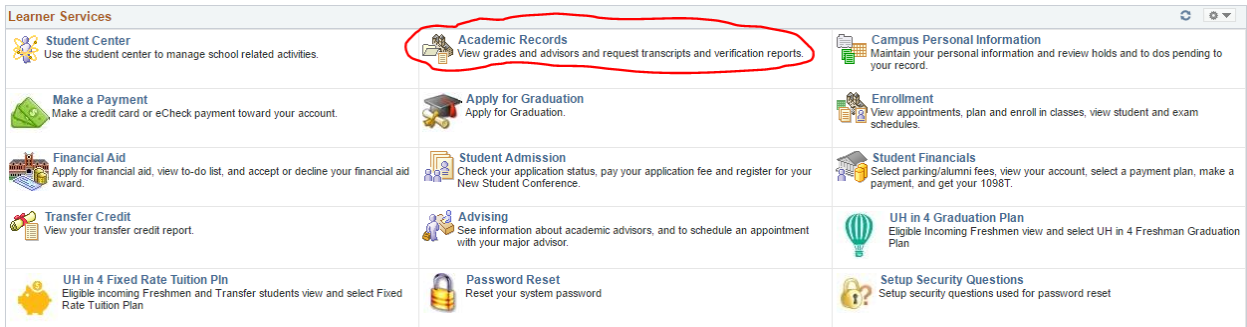 Learner Services
Student Center
Use the student center to manage school related activities.
Academic Records
View grades and advisors and request transcripts and verification reports.
Campus Personal Information
Maintain your personal information and review holds and to dos pending to
your record.
Make a Payment
Make a credit card or eCheck payment toward your account.
Apply for Graduation
Apply for Graduation.
Enrollment
View appointments, plan and enroll in classes, view student and exam
schedules.
Financial Aid
Apply for financial aid, view to-do list, and accept or decline your financial aid
award.
Student Admission
Check your application status, pay your application fee and register for your
New Student Conference.
Student Financials
Select parking/alumni fees, view your account, select a payment plan, make a
payment, and get your 1098T.
Transfer Credit
View your transfer credit report.
Advising
See information about academic advisors, and to schedule an appointment
with your major advisor.
UH in 4 Graduation Plan
Eligible Incoming Freshmen view and select UH in 4 Freshman Graduation
Plan
UH in 4 Fixed Rate Tuition Pln
Eligible incoming Freshmen and Transfer students view and select Fixed
Rate Tuition Plan
Password Reset
Reset your system password
Setup Security Questions
Setup security questions used for password reset